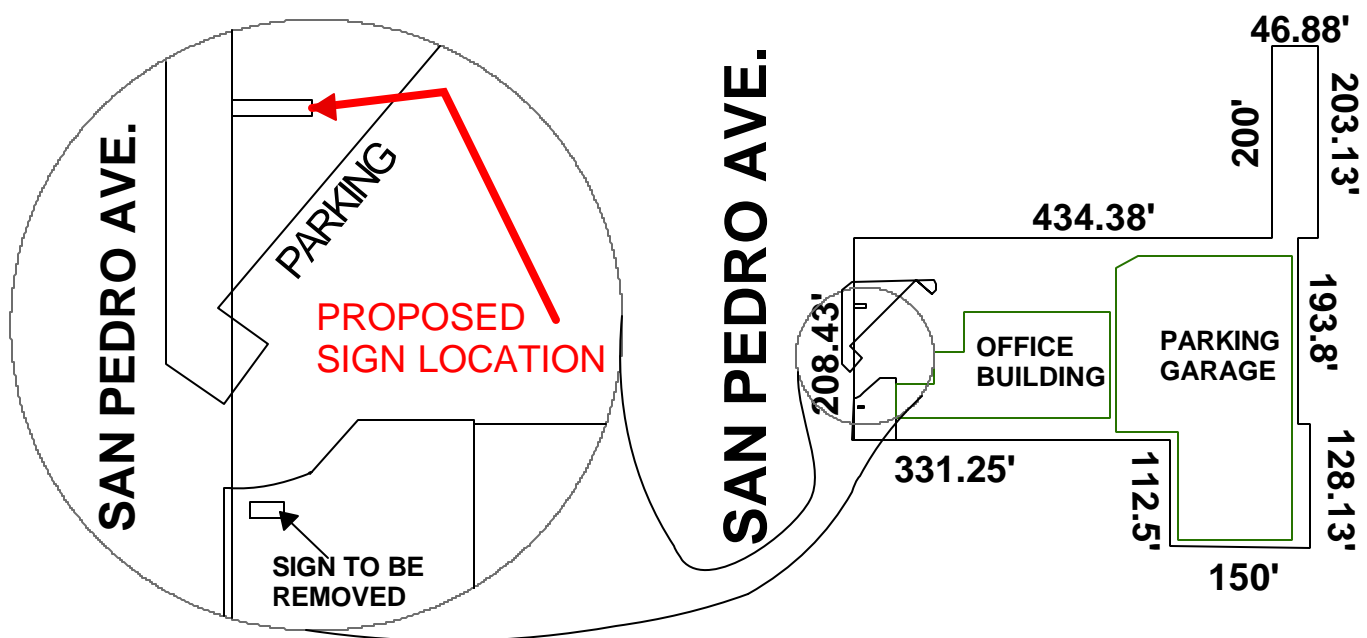 SAN PEDRO AVE.
PARKING
PROPOSED
SIGN LOCATION
SIGN TO BE
REMOVED
SAN PEDRO AVE.
46.88'
200'
203.13'
434.38'
208.43'
OFFICE
BUILDING
PARKING
GARAGE
193.8'
331.25'
112.5'
128.13'
150'